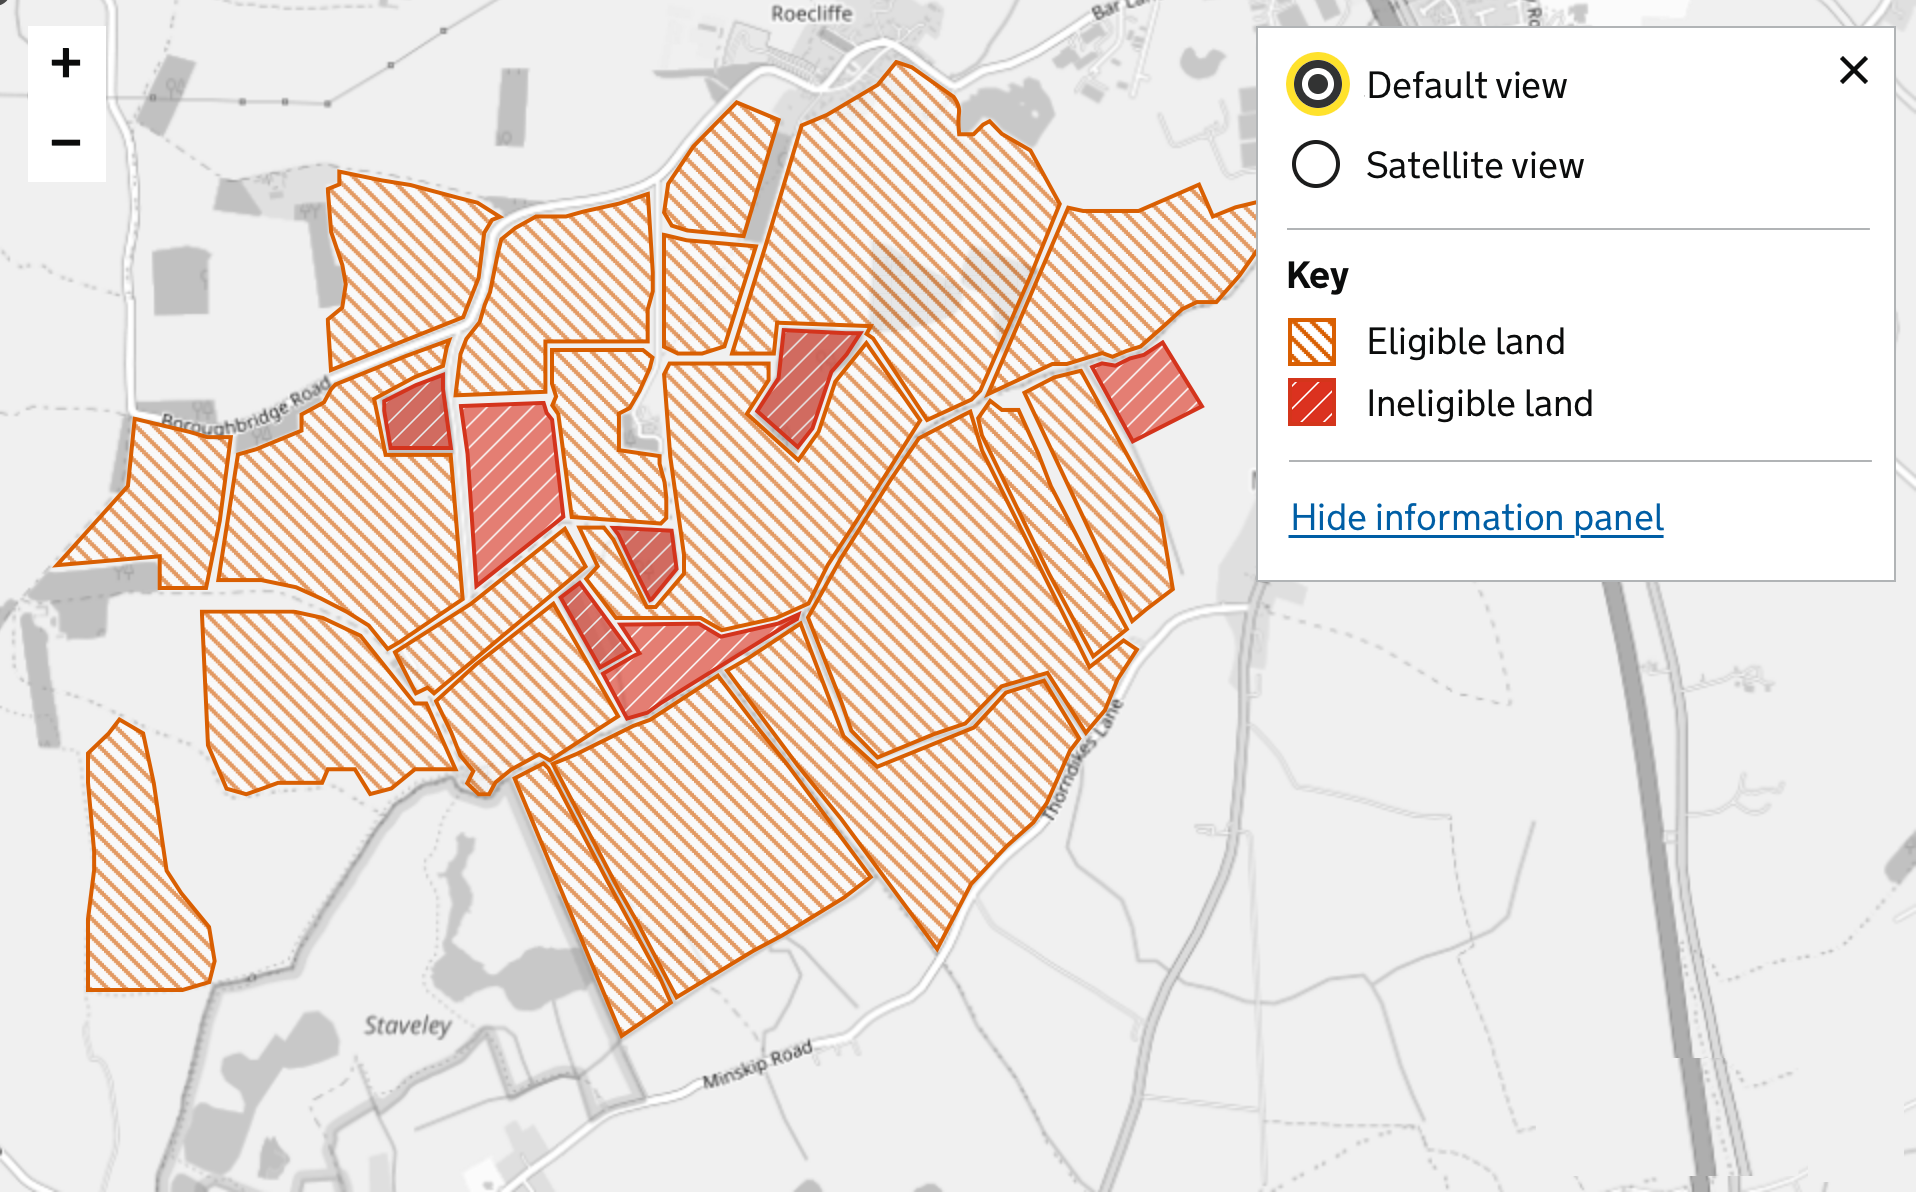 Roecliffe
Bar La
Ro
+
−
Default view
Satellite view
Key
Eligible land
Ineligible land
Hide information panel
Boroughbridge Road
Thorndikes Lane
Staveley
Minskip Road